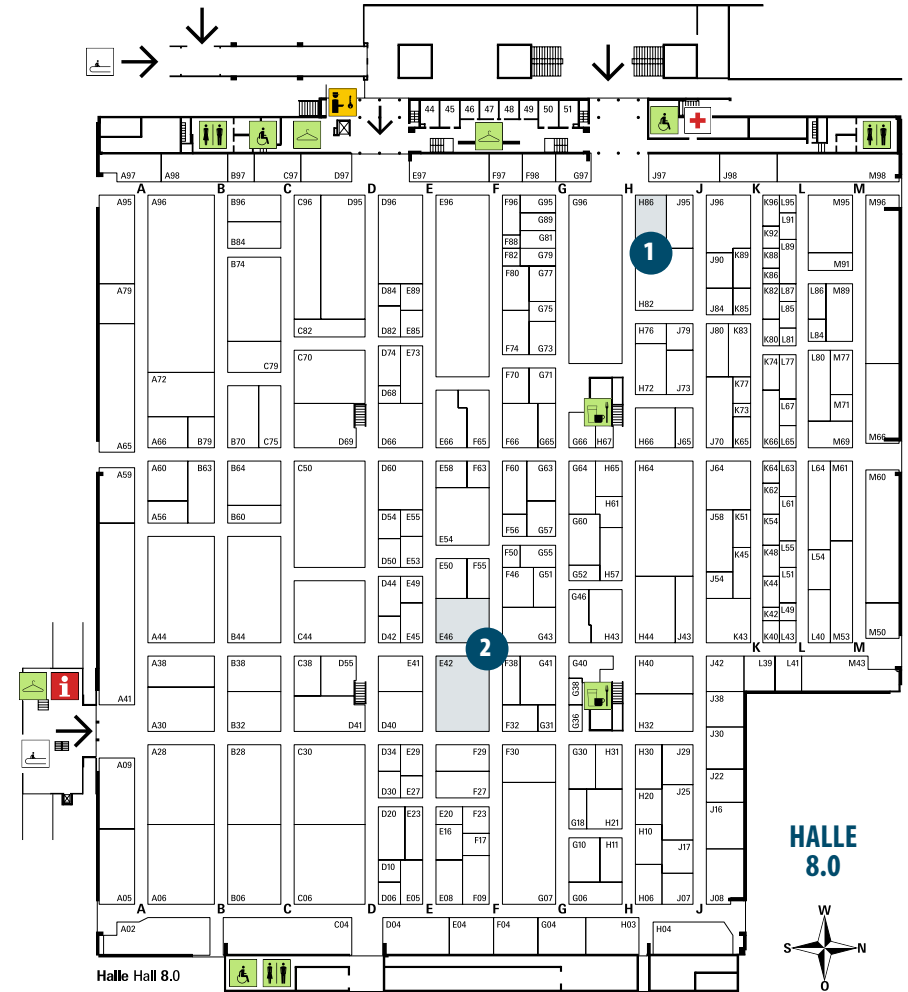 44 45 46 47 48 49 50 51
A97 A98 B97 C97 D97 E97 F97 F98 G97 J97 J98 M98
A B C D E F G H J K L M
A95 A96 B96 C96 D95 D96 E96 F96 G95 G96 H86 J95 J96 K96 L95 M95 M96
G89 L91
B84 F88 G81 K92 L89
1
F82 G79 J90 K89 K88 M91
B74 F80 G77 K86
A79 D84 E89 H82 J84 K85 K82 L87 L86 M89
G75 L85
C82 D82 E85 H76 J79 J80 K83 K80 L81 L84
C70 D74 E73 F74 G73 K74 L77 L80 M77
C79
A72 D68 F70 G71 H72 J73 K77
K73 L67 M71
A65 A66 B79 B70 C75 D69 D66 E66 F65 F66 G65 G66 H67 H66 J65 J70 K65 K66 L65 M69 M66
A59 A60 B63 B64 C50 D60 E58 F63 F60 G63 G64 H65 H64 J64 K64 L63 L64 M61 M60
K62
H61 L61
A56 B60 D54 E55 F56 G57 G60 J58 K51 K54
E54 F50 G55 K45 K48 L55 L54
D50 E53 E50 F55 F46 G51 G52 H57 J54 L51
D44 E49 K44
G46 K42 L49 M50
A44 B44 C44 D42 E45 E46 G43 H43 H44 J43 K43 K40 L43 L40 M53
2
K L M
A38 B38 C38 D55 E41 E42 F38 G41 G40 H40 J42 L39 L41 M43
G38
A41 A30 B32 D41 D40 F32 G31 G36 H32 J38
J30
A28 B28 C30 D34 E29 F29 F30 G30 H31 H30 J29
A09 J22
D30 E27 F27 H20 J25
D20 E23 E20 F23 G18 H21 J16
E16 H10
F17 G10 H11 J17
D10
A05 A06 B06 C06 D06 E05 E08 F09 G07 G06 H06 J07 J08
A B C D E F G H J
A02 C04 D04 E04 F04 G04 H03 H04
HALLE
8.0
W
S N
O
Halle Hall 8.0